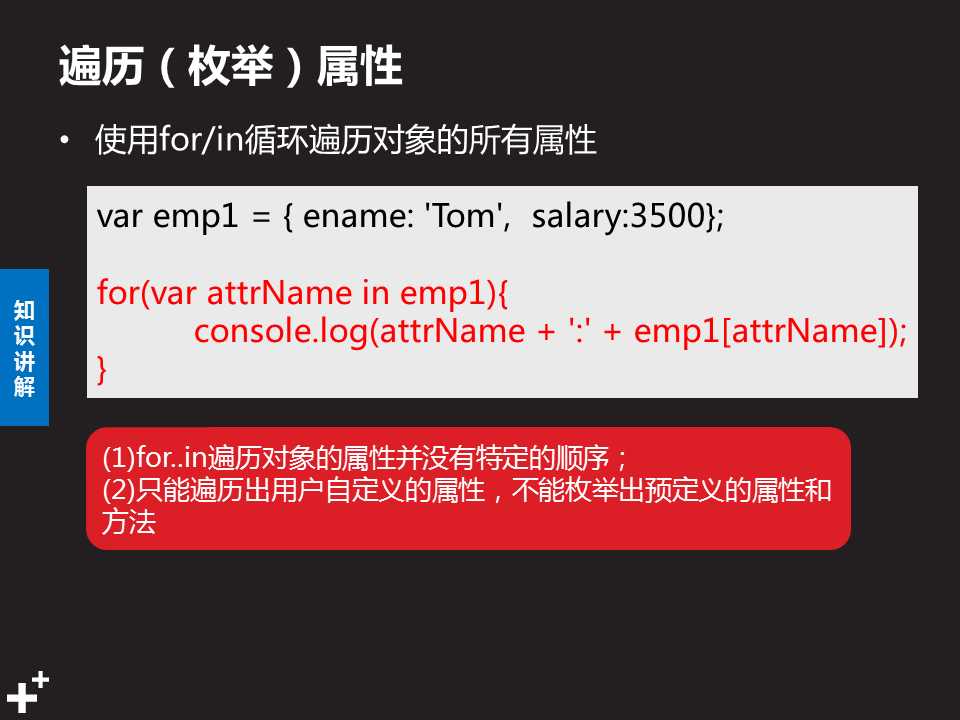 遍历（枚举）属性
• 使用for/in循环遍历对象的所有属性
var emp1 = { ename: 'Tom',  salary:3500};
for(var attrName in emp1){
console.log(attrName + ':' + emp1[attrName]);
}
知
识
讲
解
(1)for..in遍历对象的属性并没有特定的顺序；
(2)只能遍历出用户自定义的属性，不能枚举出预定义的属性和
方法